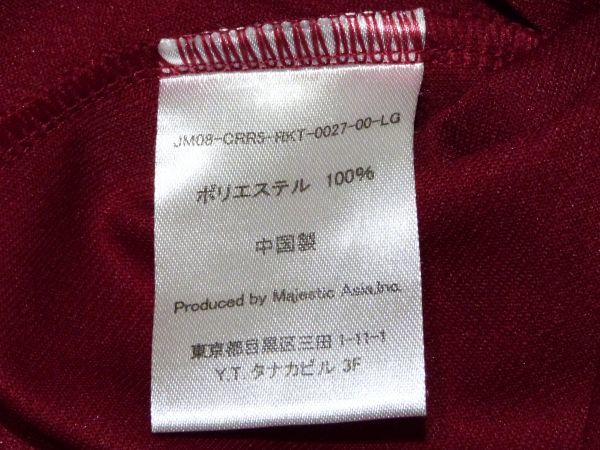 JM08-CRR5-RKT-0027-00-LG
ポリエステル 100%
中国製
Produced by Majestic Asia,Inc.
東京都目黒区三田 1-11-1
Y.T. タナカビル 3F